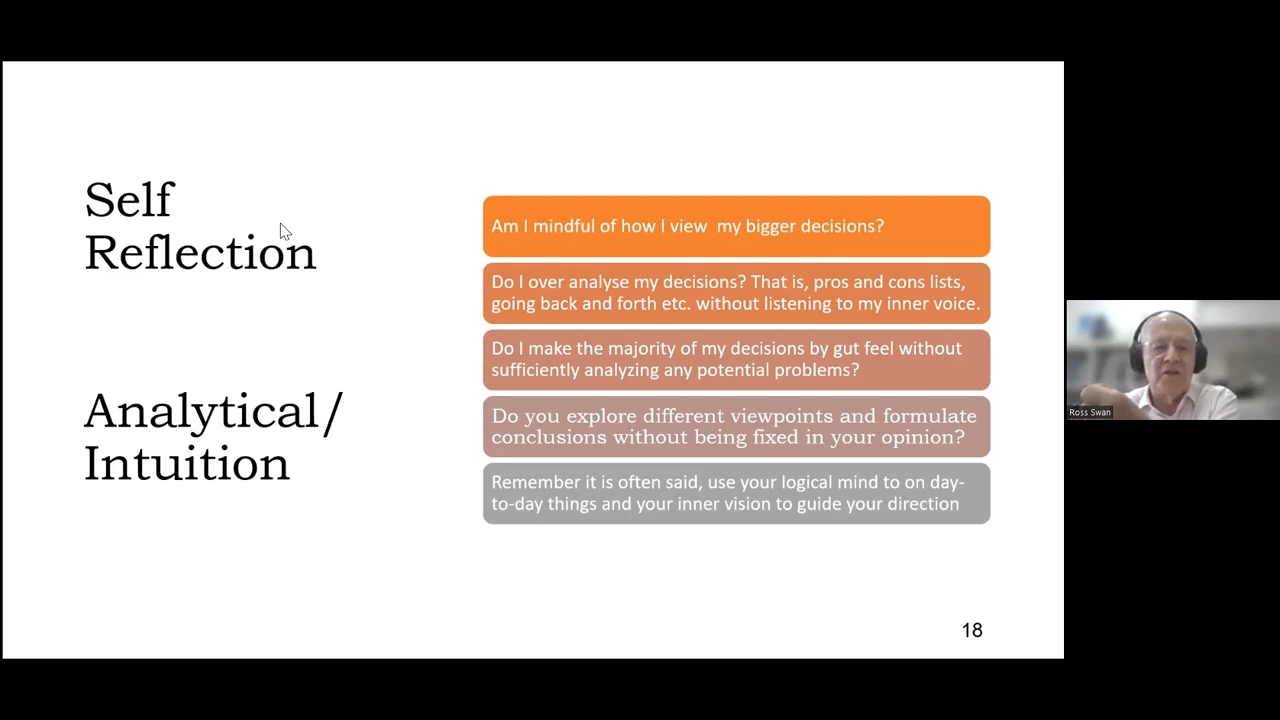 Self
Reflection
Analytical/
Intuition
Am I mindful of how I view  my bigger decisions?
Do I over analyse my decisions? That is, pros and cons lists,
going back and forth etc. without listening to my inner voice.
Do I make the majority of my decisions by gut feel without
sufficiently analyzing any potential problems?
Do you explore different viewpoints and formulate
conclusions without being fixed in your opinion?
Remember it is often said, use your logical mind to on day-
to-day things and your inner vision to guide your direction
18
Ross Swan